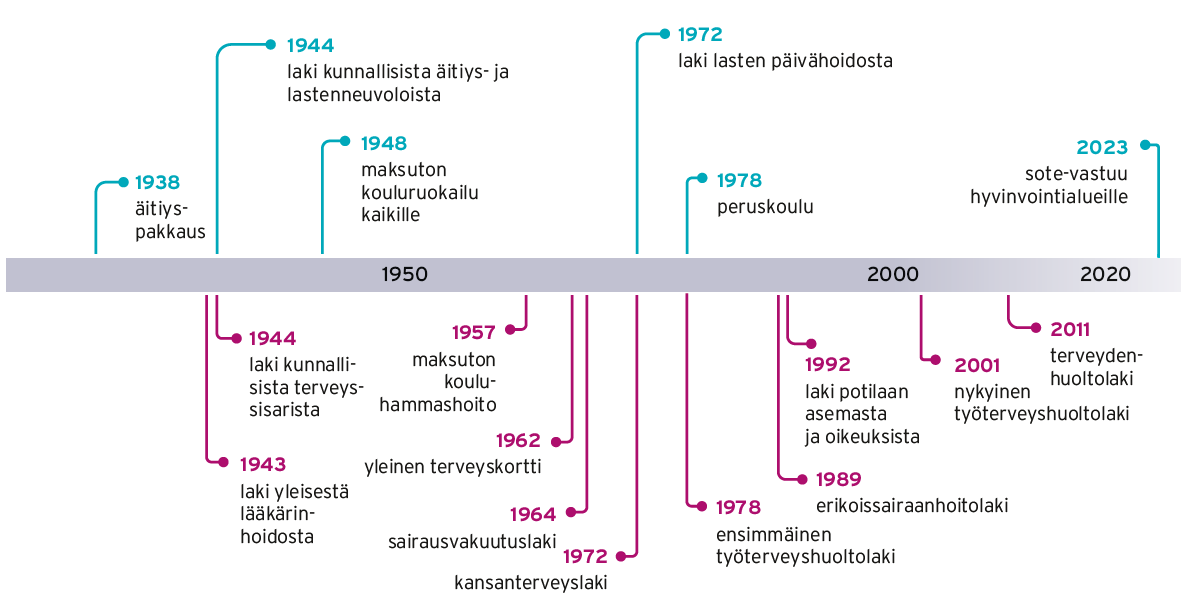 1944
laki kunnallisista äitiys- ja
lastenneuvoloista
1972
laki lasten päivähoidosta
1948
maksuton
kouluruokailu
kaikille
1938
äitiys-
pakkaus
1978
peruskoulu
2023
sote-vastuu
hyvinvointialueille
1950
2000
2020
1944
laki kunnalli-
sista terveys-
sisarista
1943
laki yleisestä
lääkärin-
hoidosta
1957
maksuton
koulu-
hammashoito
1962
yleinen terveyskortti
1964
sairausvakuutuslaki
1972
kansanterveyslaki
1978
ensimmäinen
työterveyshuoltolaki
1992
laki potilaan
asemasta
ja oikeuksista
1989
erikoissairaanhoitolaki
2001
nykyinen
työterveyshuoltolaki
2011
terveyden-
huoltolaki